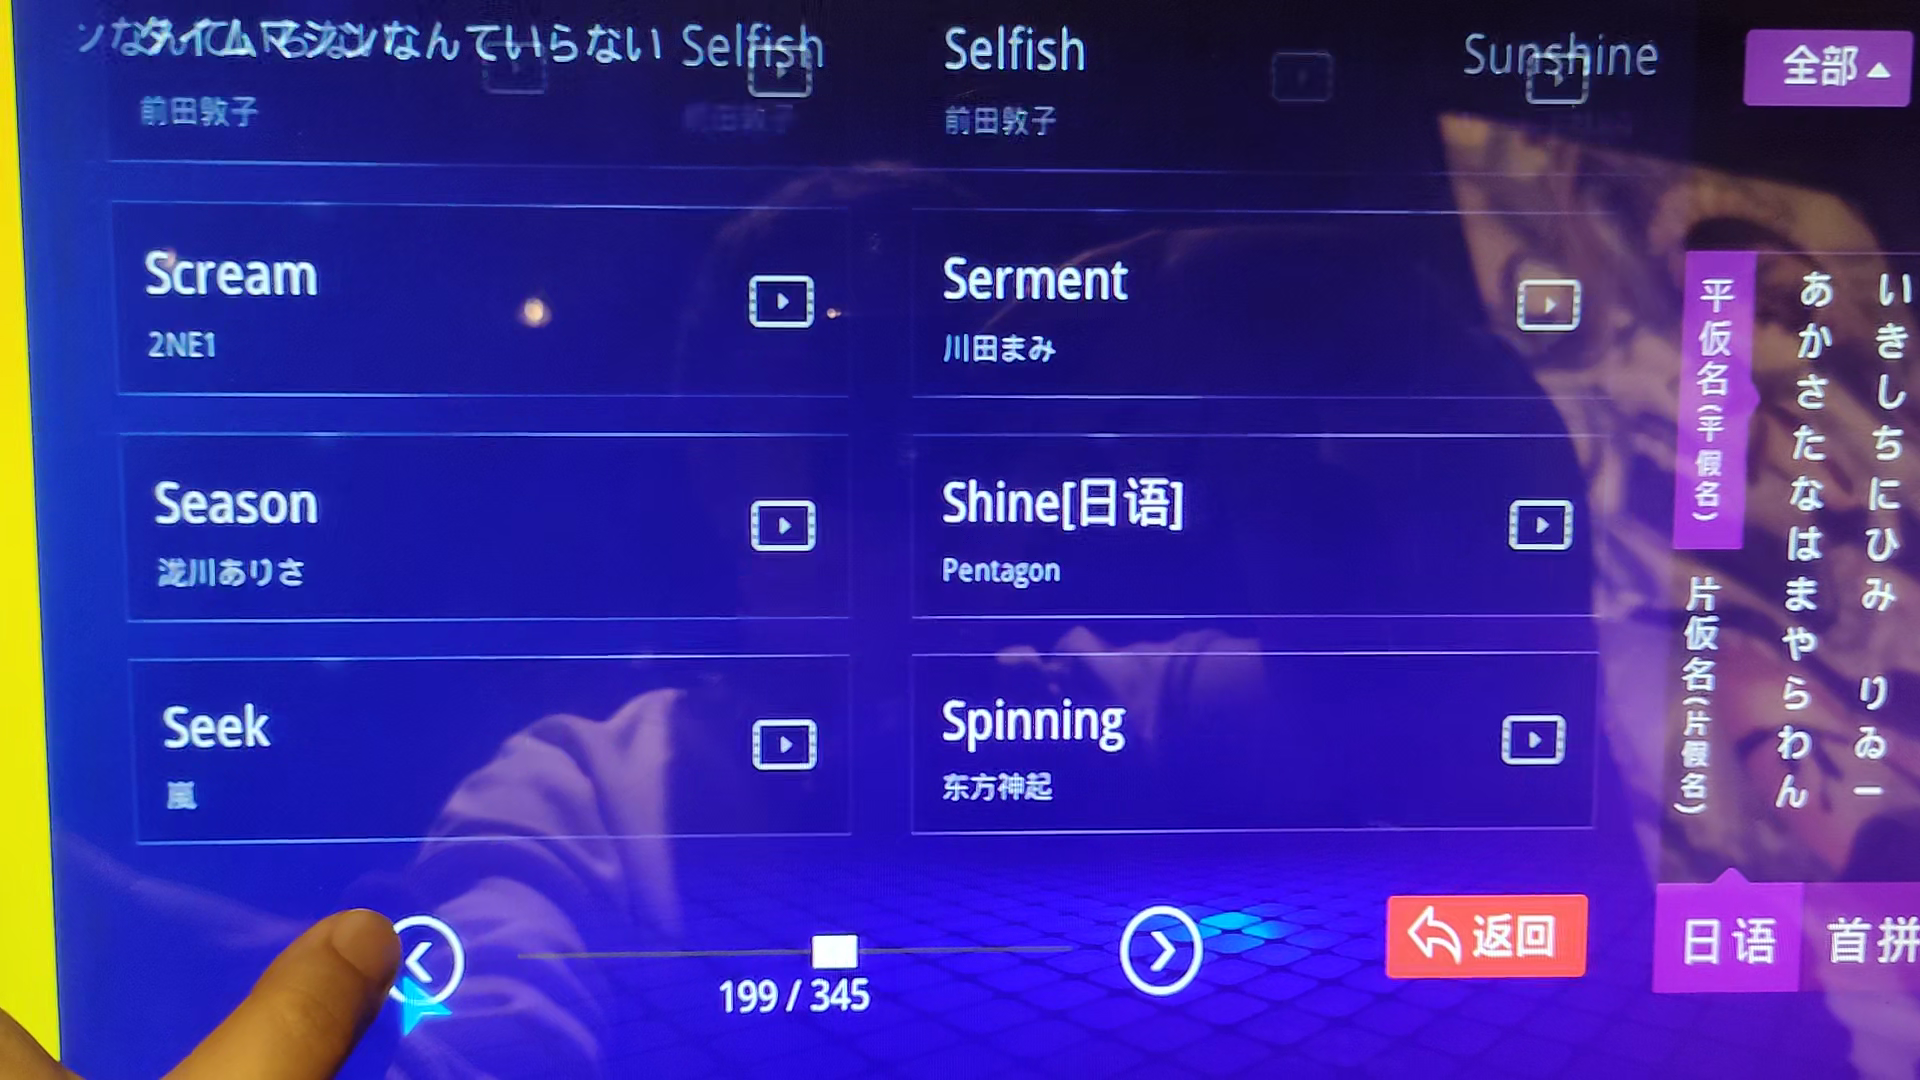 タイムマシンなんていらない
Selfish
Selfish
Sunshine
全部
前田敦子
前田敦子
前田敦子
Scream
2NE1
Serment
川田まみ
Season
泷川ありさ
Shine[日语]
Pentagon
Seek
嵐
Spinning
东方神起
平仮名(平假名)
片仮名(片假名)
あかさたなはまやらわん
いきしちにひみ りゐー
199 / 345
返回
日语
首拼